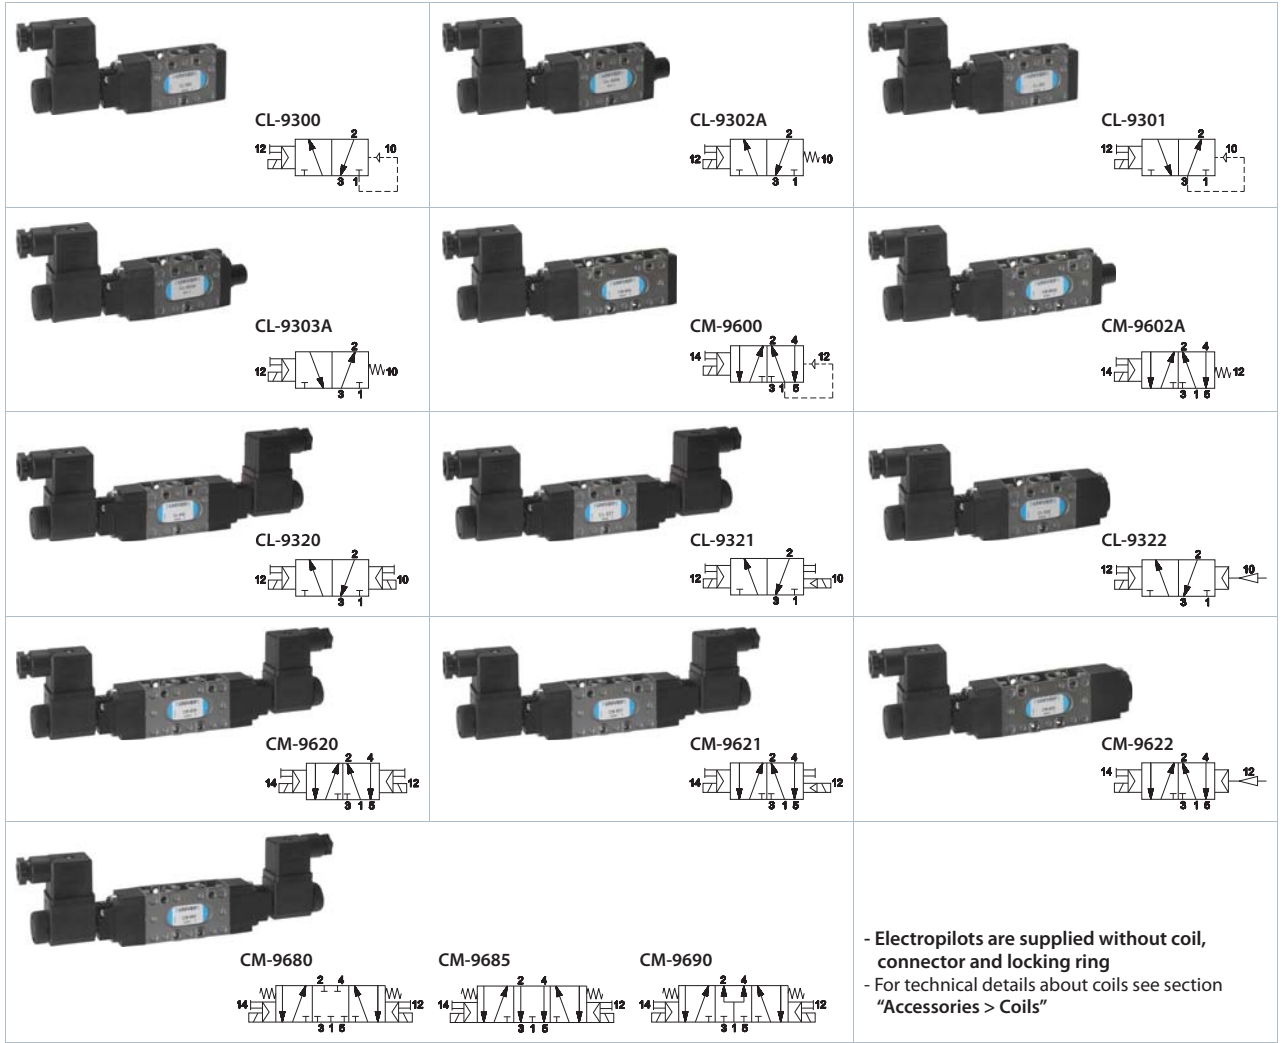 CL-9300
2
12
10
3 1
CL-9302A
2
12
10
3 1
CL-9301
2
12
10
3 1
CL-9303A
2
12
10
3 1
CM-9600
2 4
14
12
3 1 5
CM-9602A
2 4
14
12
3 1 5
CL-9320
2
12
10
3 1
CL-9321
2
12
10
3 1
CL-9322
2
12
10
3 1
CM-9620
2 4
14
12
3 1 5
CM-9621
2 4
14
12
3 1 5
CM-9622
2 4
14
12
3 1 5
CM-9680
2 4
14
12
3 1 5
CM-9685
2 4
14
12
3 1 5
CM-9690
2 4
14
12
3 1 5
- Electropilots are supplied without coil,
connector and locking ring
- For technical details about coils see section
“Accessories > Coils”